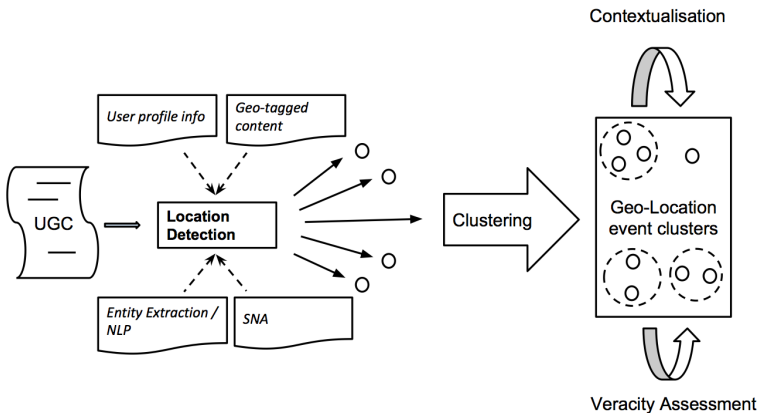 Contextualisation
User profile info
Geo-tagged
content
UGC
Location
Detection
Clustering
Geo-Location
event clusters
Entity Extraction /
NLP
SNA
Veracity Assessment